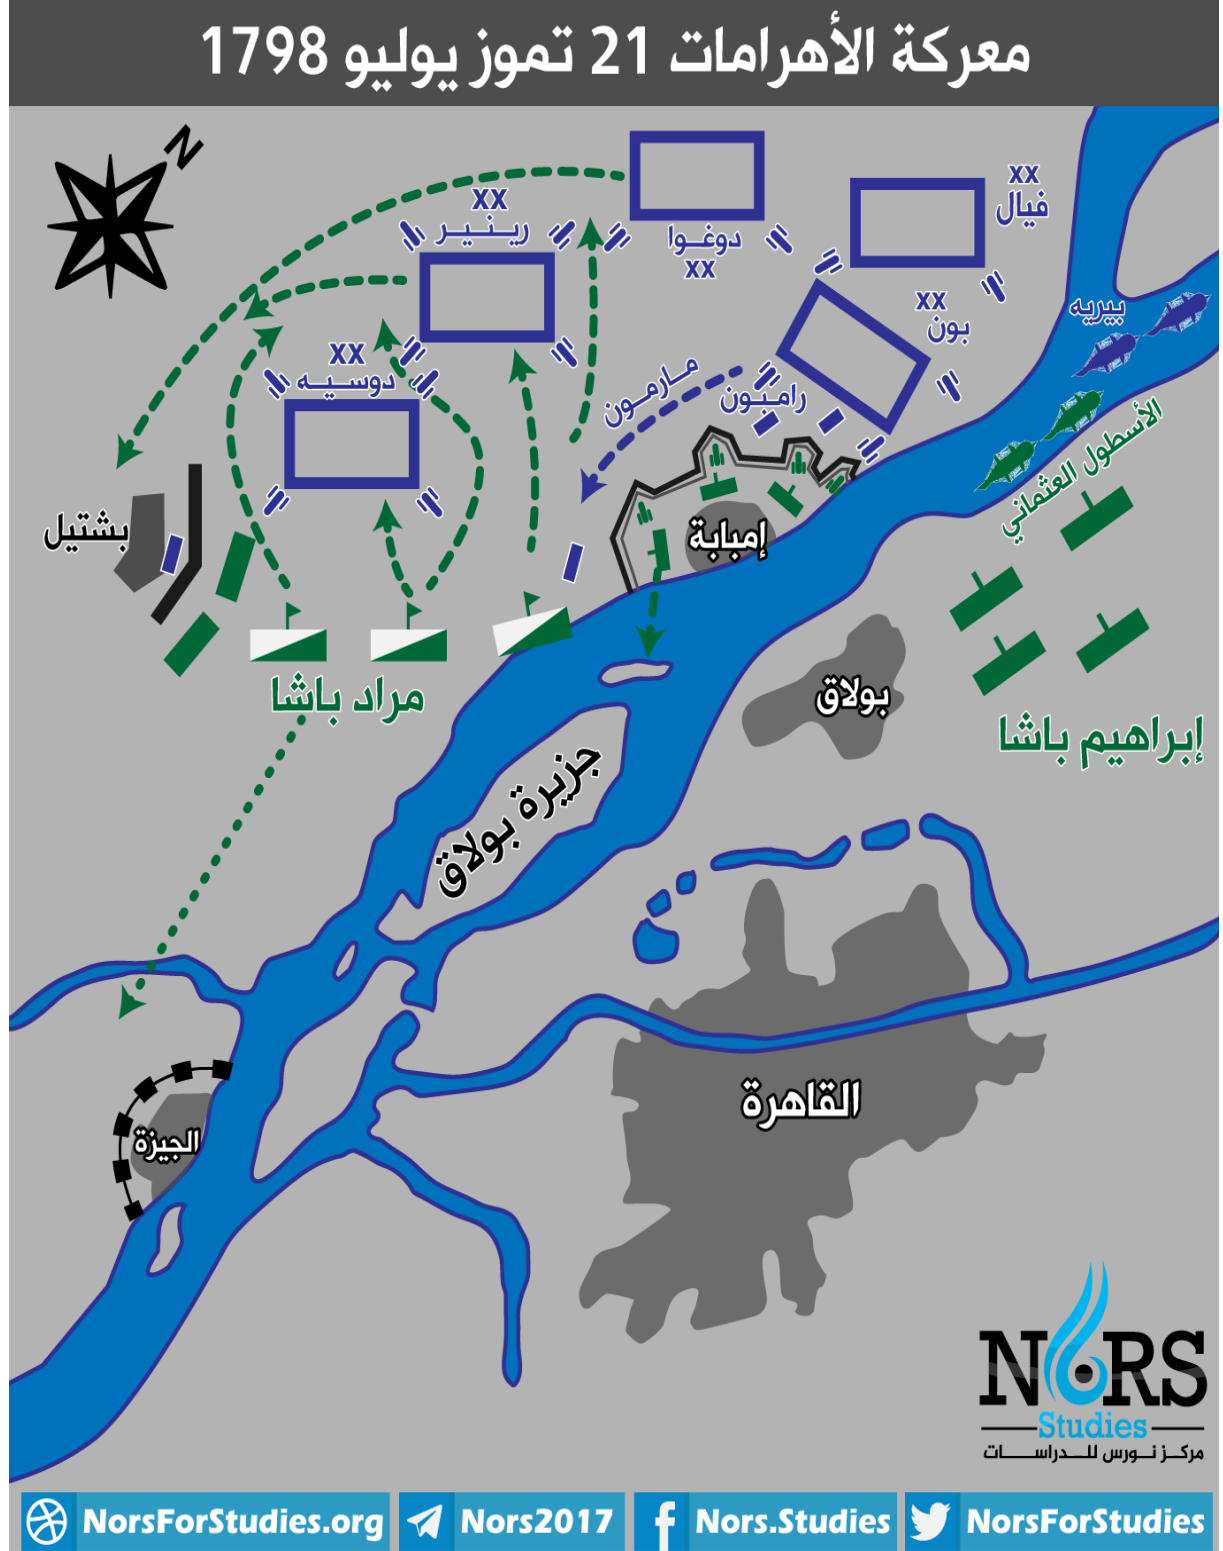 معركة الأهرامات 21 تموز يوليو 1798
N
XX
فيال
XX
رينير
دوغوا
XX
XX
بون
بيريه
XX
دوسيه
مارمون
رامبون
الأسطول العثماني
بشتيل
إمبابة
مراد باشا
بولاق
إبراهيم باشا
جزيرة بولاق
القاهرة
الجيزة
NORS
Studies
مركز نورس للدراسات
NorsForStudies.org
Nors2017
Nors.Studies
NorsForStudies